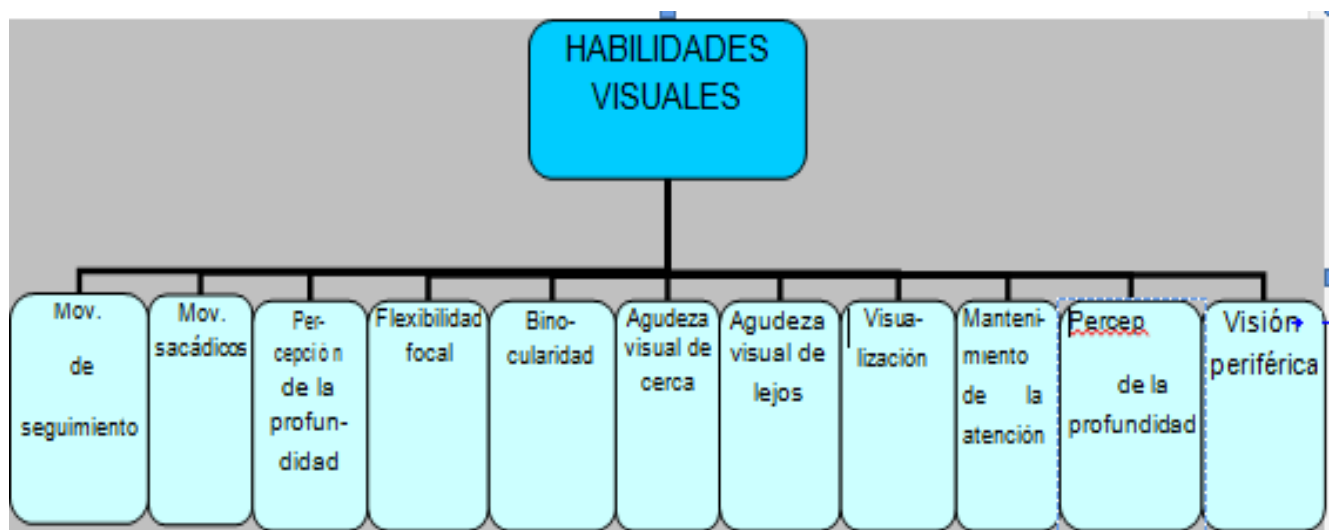 HABILIDADES
VISUALES
Mov.
de
seguimiento
Mov.
sacádicos
Per-
cepción
de la
profun-
didad
Flexibilidad
focal
Bino-
cularidad
Agudeza
visual de
cerca
Agudeza
visual de
lejos
Visua-
lización
Manteni-
miento
de la
atención
Percep
de la
profundidad
Visión
periférica